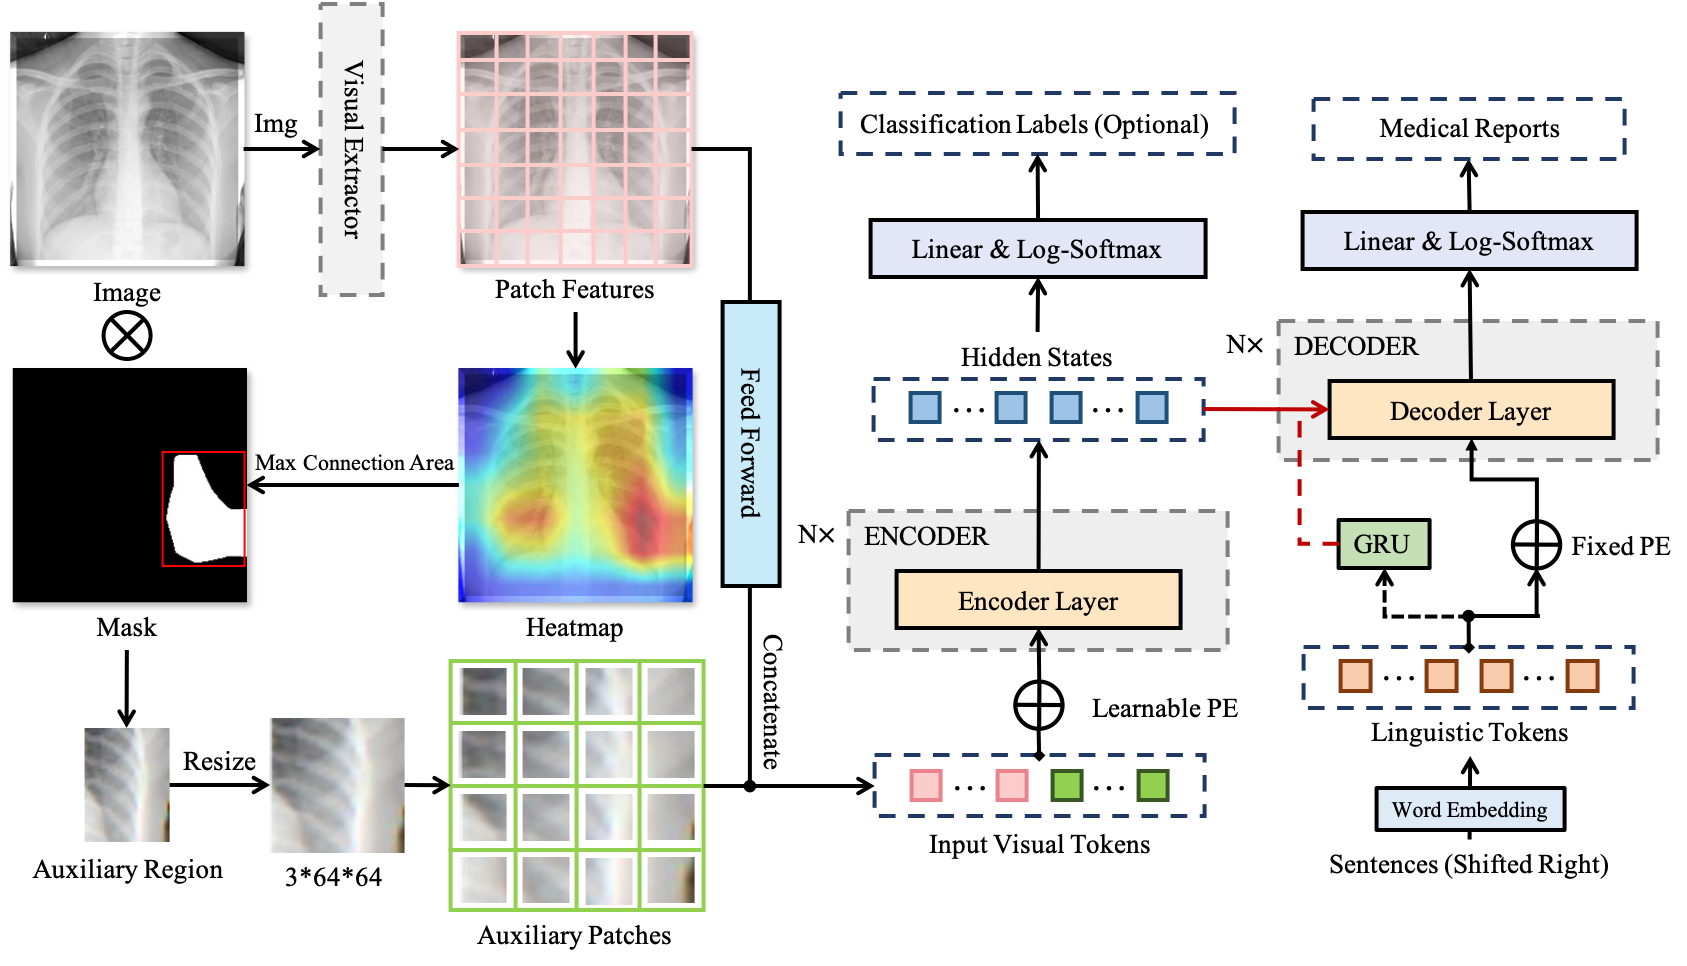 Img
Visual Extractor
Image
Patch Features
Max Connection Area
Mask
Heatmap
Feed Forward
Concatenate
Resize
Auxiliary Region
3*64*64
Auxiliary Patches
Classification Labels (Optional)
Linear & Log-Softmax
Hidden States
N×
ENCODER
Encoder Layer
Learnable PE
Input Visual Tokens
Medical Reports
Linear & Log-Softmax
N×
DECODER
Decoder Layer
GRU
Fixed PE
Linguistic Tokens
Word Embedding
Sentences (Shifted Right)